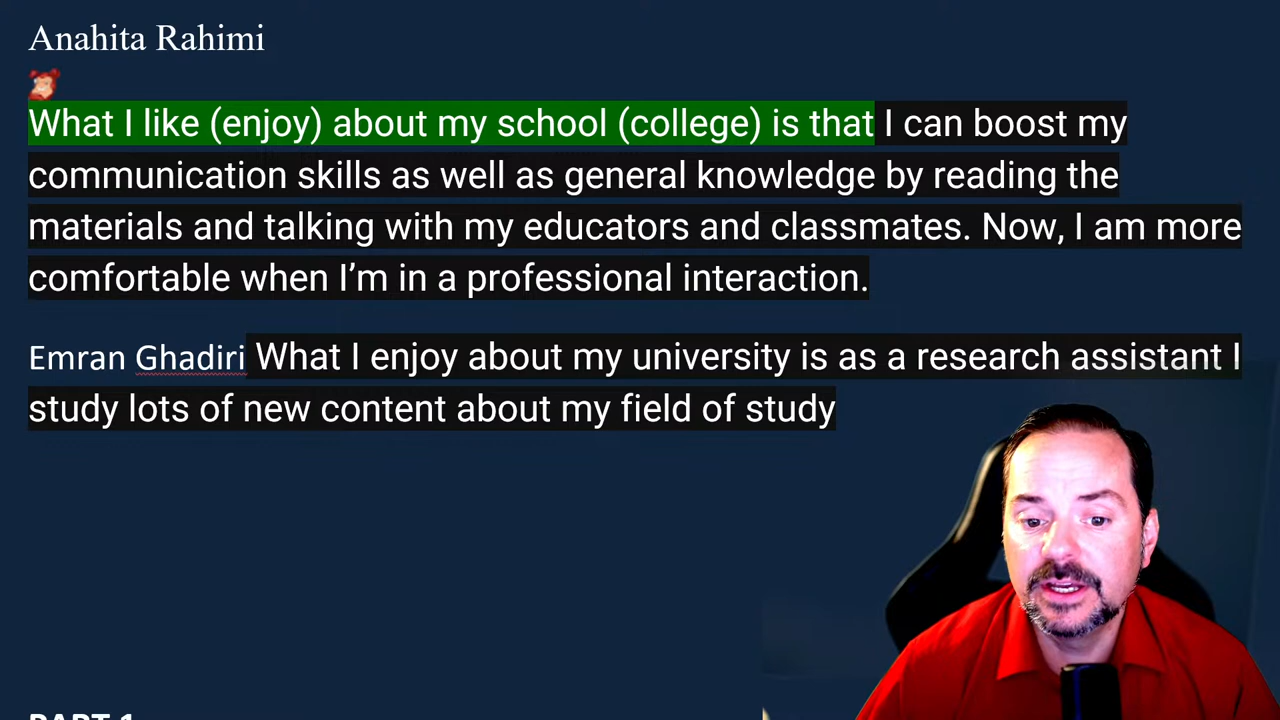 Anahita Rahimi
What I like (enjoy) about my school (college) is that I can boost my
communication skills as well as general knowledge by reading the
materials and talking with my educators and classmates. Now, I am more
comfortable when I’m in a professional interaction.
Emran Ghadiri What I enjoy about my university is as a research assistant I
study lots of new content about my field of study
PART 1